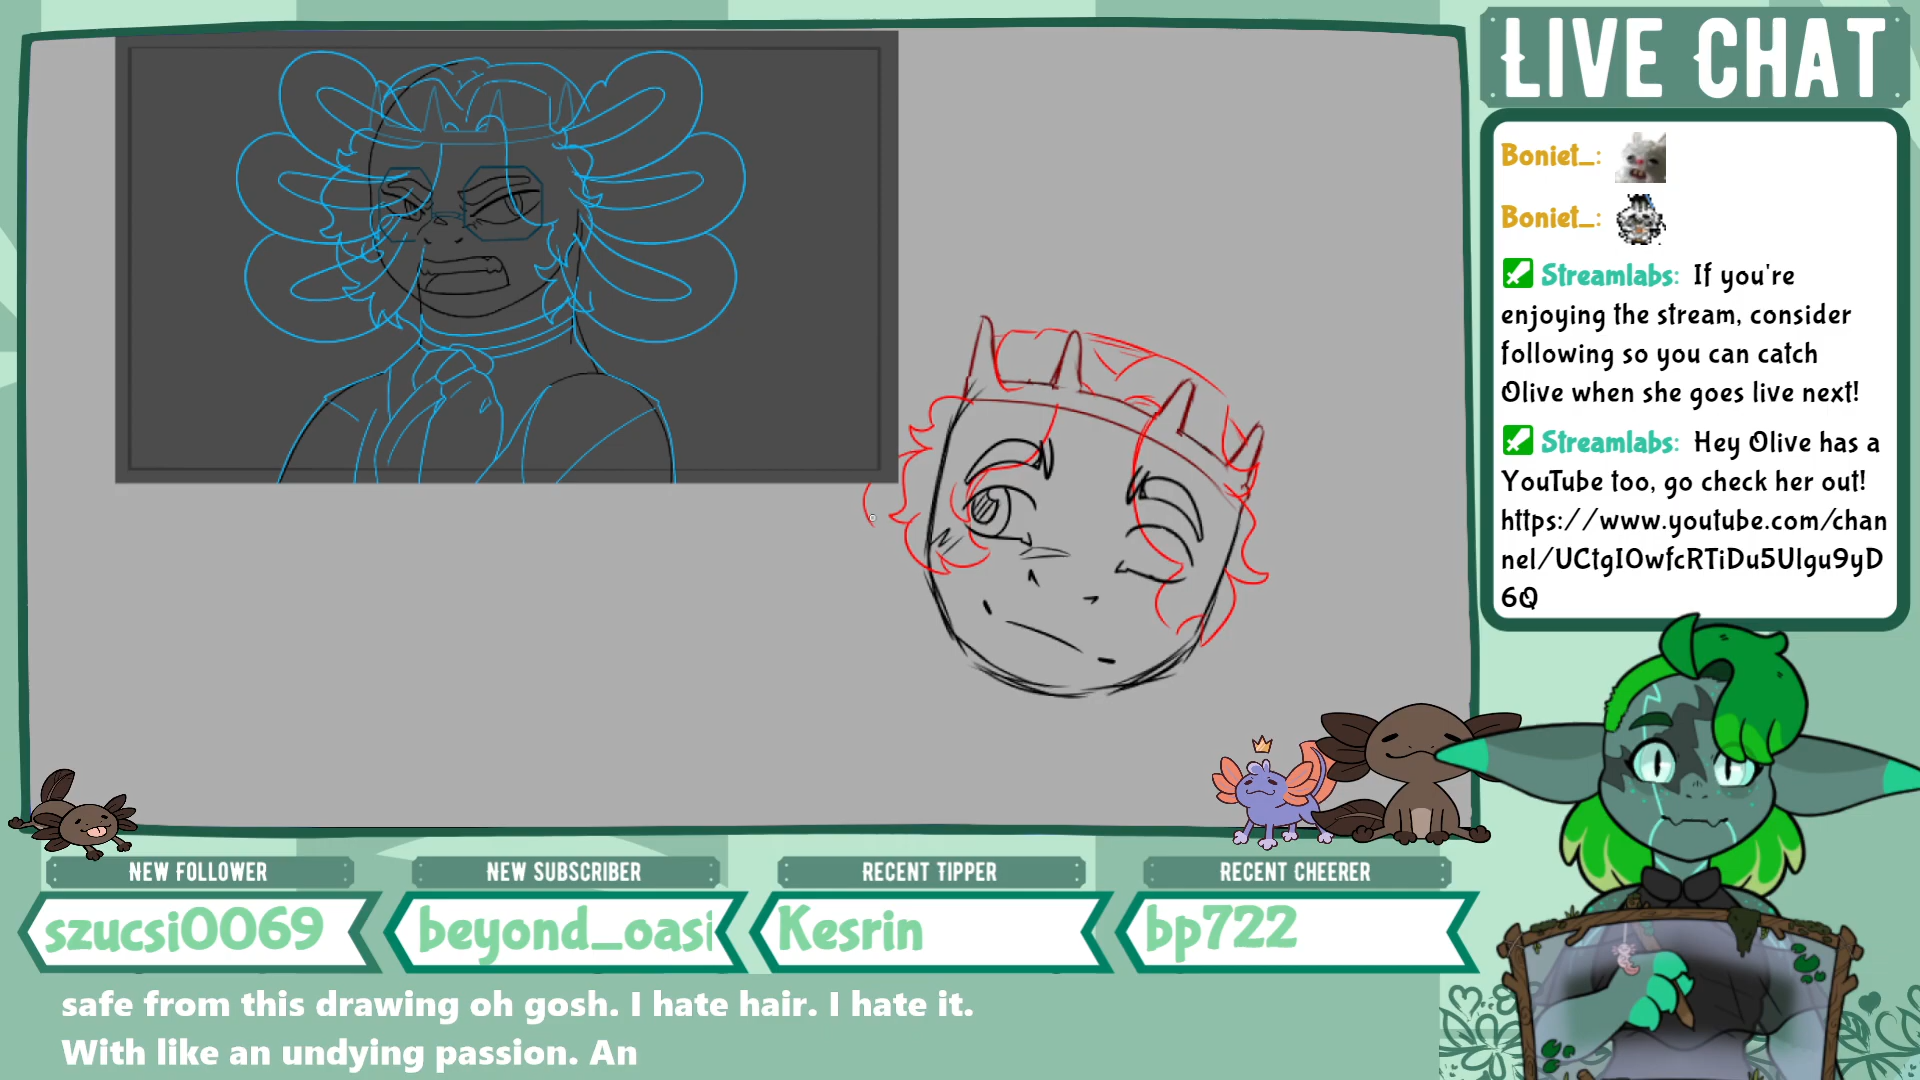 LIVE CHAT
Boniet_:
Boniet_:
Streamlabs: If you're
enjoying the stream, consider
following so you can catch
Olive when she goes live next!
Streamlabs: Hey Olive has a
YouTube too, go check her out!
https://www.youtube.com/chan
nel/UCtgIOwfcRTiDu5Ulgu9yD
6Q
NEW FOLLOWER
NEW SUBSCRIBER
RECENT TIPPER
RECENT CHEERER
szucsi0069
beyond_oasi
Kesrin
bp722
safe from this drawing oh gosh. I hate hair. I hate it.
With like an undying passion. An